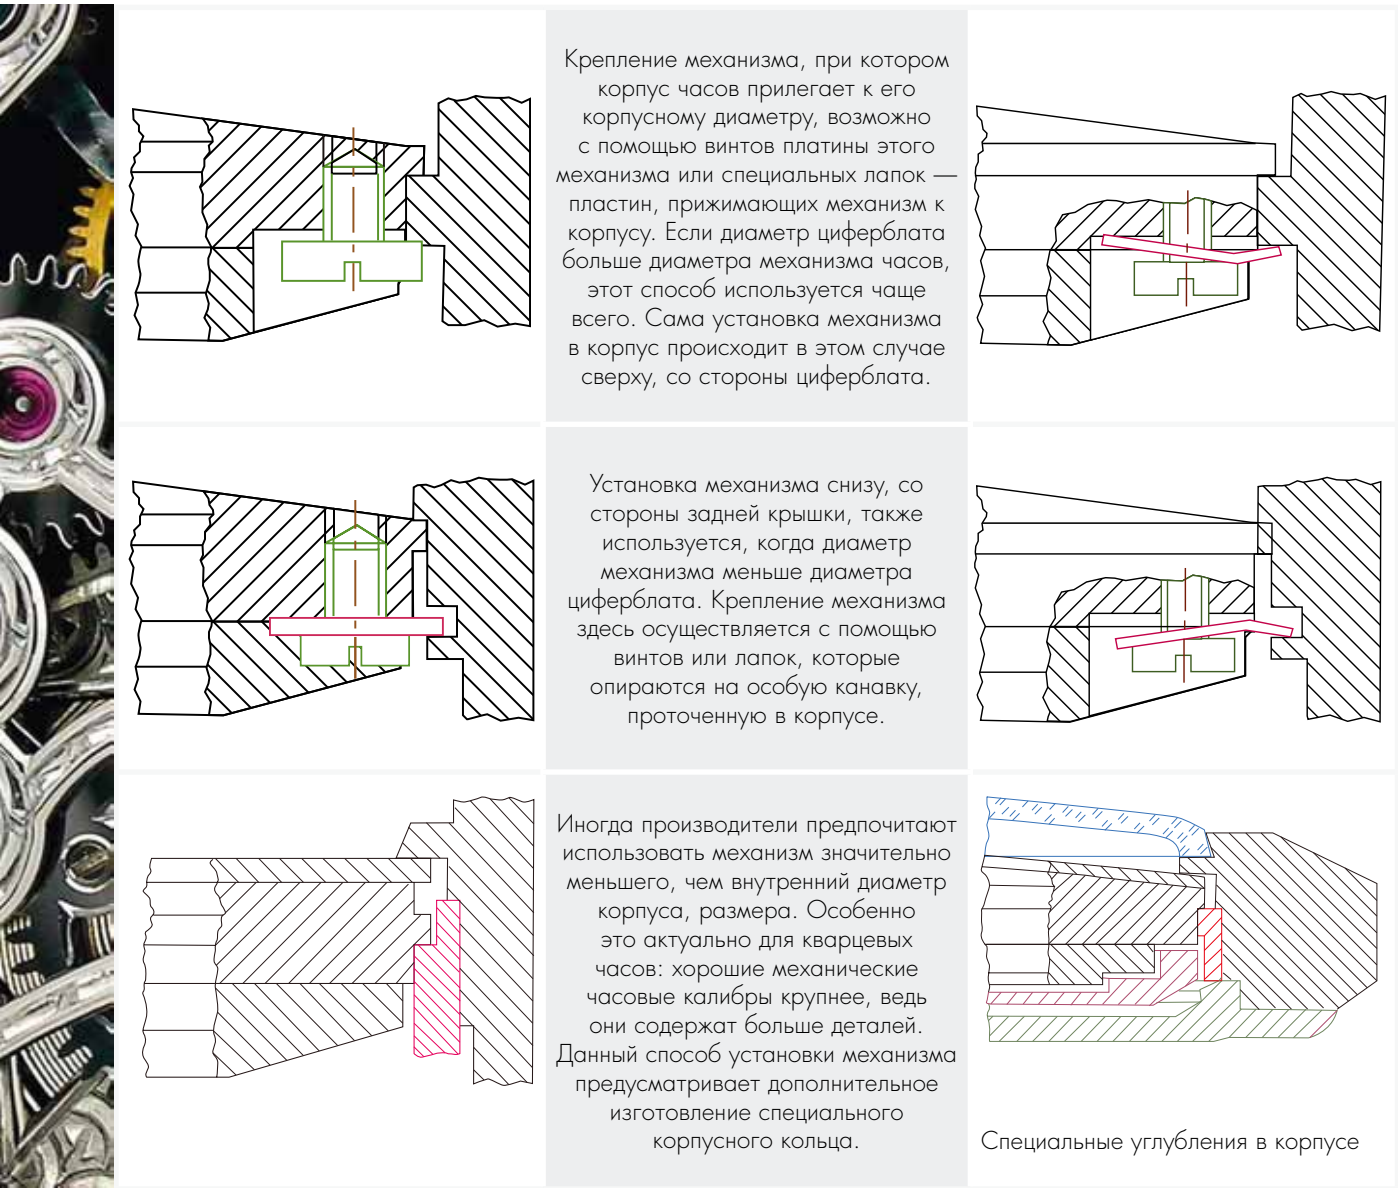 Крепление механизма, при котором
корпус часов прилегает к его
корпусному диаметру, возможно
с помощью винтов платины этого
механизма или специальных лапок —
пластин, прижимающих механизм к
корпусу. Если диаметр циферблата
больше диаметра механизма часов,
этот способ используется чаще
всего. Сама установка механизма
в корпус происходит в этом случае
сверху, со стороны циферблата.
Установка механизма снизу, со
стороны задней крышки, также
используется, когда диаметр
механизма меньше диаметра
циферблата. Крепление механизма
здесь осуществляется с помощью
винтов или лапок, которые
опираются на особую канавку,
проточенную в корпусе.
Иногда производители предпочитают
использовать механизм значительно
меньшего, чем внутренний диаметр
корпуса, размера. Особенно
это актуально для кварцевых
часов: хорошие механические
часовые калибры крупнее, ведь
они содержат больше деталей.
Данный способ установки механизма
предусматривает дополнительное
изготовление специального
корпусного кольца.
Специальные углубления в корпусе